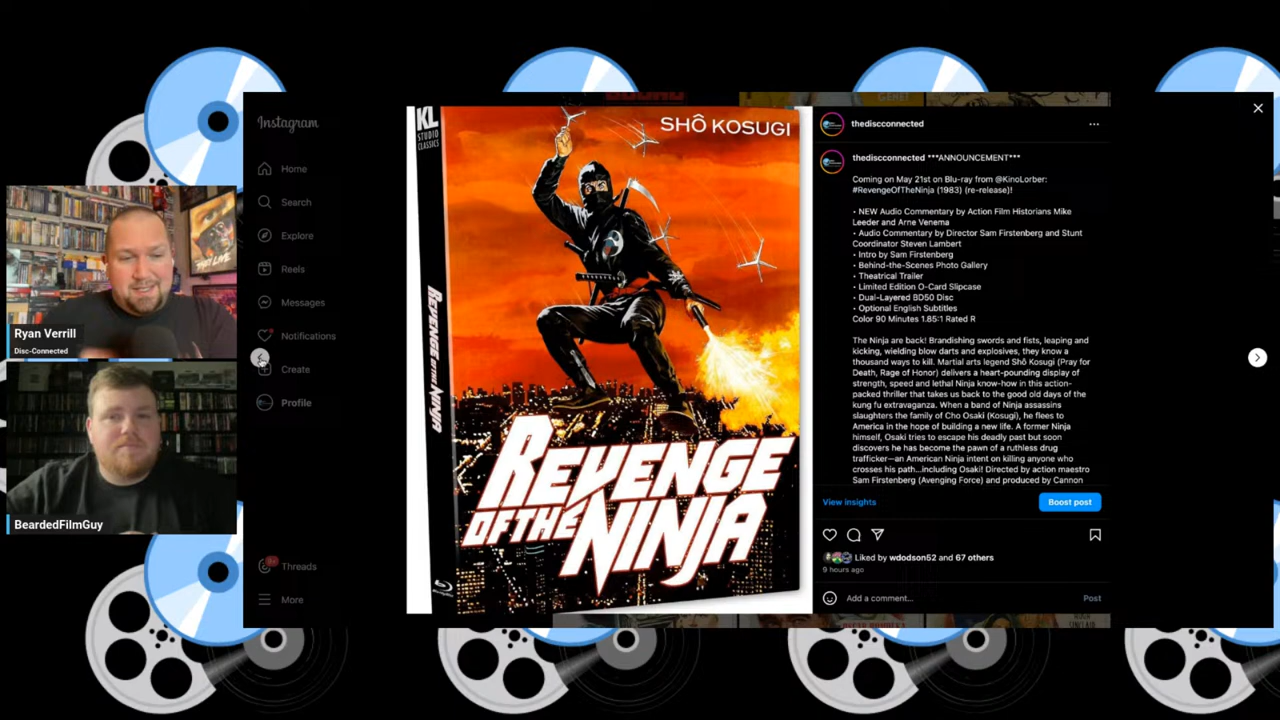 Instagram
Home
Search
Explore
Reels
Messages
Notifications
Create
Profile
Threads
More
Ryan Verrill
Disc-Connected
BeardedFilmGuy
KL
STUDIO
CLASSICS
SHÔ KOSUGI
REVENGE OF THE NINJA
REVENGE
OF THE NINJA
thediscconnected
thediscconnected ***ANNOUNCEMENT***
Coming on May 21st on Blu-ray from @KinoLorber:
#RevengeOfTheNinja (1983) (re-release)!
• NEW Audio Commentary by Action Film Historians Mike
Leeder and Arne Venema
• Audio Commentary by Director Sam Firstenberg and Stunt
Coordinator Steven Lambert
• Intro by Sam Firstenberg
• Behind-the-Scenes Photo Gallery
• Theatrical Trailer
• Limited Edition O-Card Slipcase
• Dual-Layered BD50 Disc
• Optional English Subtitles
Color 90 Minutes 1.85:1 Rated R
The Ninja are back! Brandishing swords and fists, leaping and
kicking, wielding blow darts and explosives, they know a
thousand ways to kill. Martial arts legend Shô Kosugi (Pray for
Death, Rage of Honor) delivers a heart-pounding display of
strength, speed and lethal Ninja know-how in this action-
packed thriller that takes us back to the good old days of the
kung fu extravaganza. When a band of Ninja assassins
slaughters the family of Cho Osaki (Kosugi), he flees to
America in the hope of building a new life. A former Ninja
himself, Osaki tries to escape his deadly past but soon
discovers he has become the pawn of a ruthless drug
trafficker—an American Ninja intent on killing anyone who
crosses his path...including Osaki! Directed by action maestro
Sam Firstenberg (Avenging Force) and produced by Cannon
View insights
Boost post
Liked by wdodson52 and 67 others
9 hours ago
Add a comment...
Post